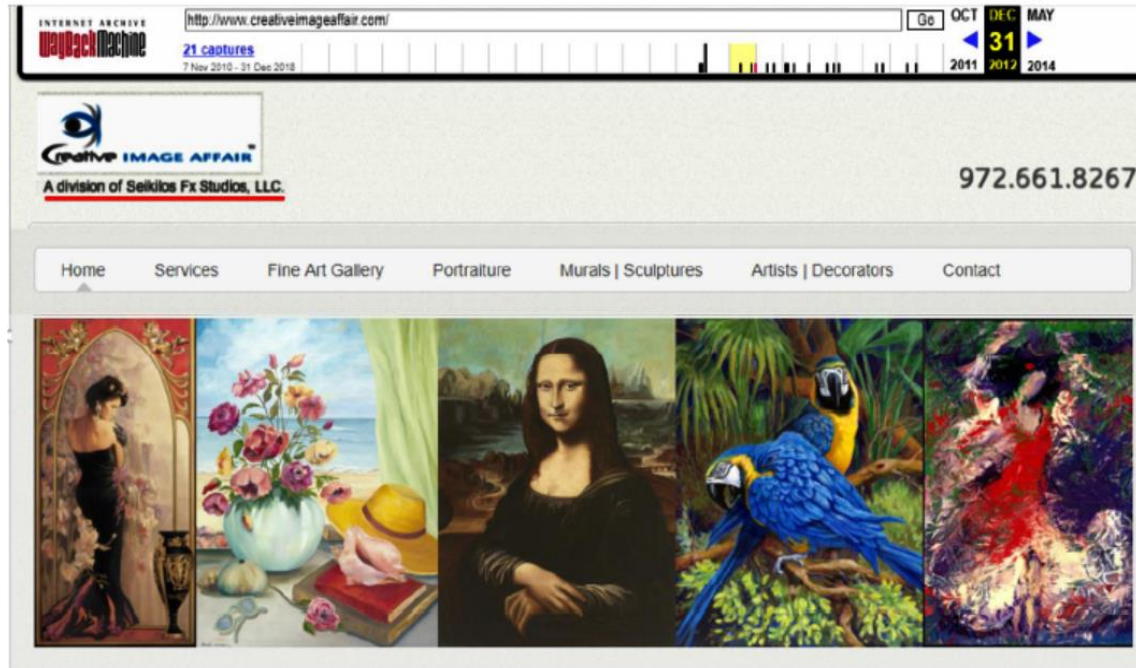 INTERNET ARCHIVE
WayBackMachine
http://www.creativeimageaffair.com/
Go
OCT DEC MAY
21 captures
31
7 Nov 2010 - 31 Dec 2018
2011 2012 2014
Creative IMAGE AFFAIR
A division of Seikilos Fx Studios, LLC.
972.661.8267
Home Services Fine Art Gallery Portraiture Murals | Sculptures Artists | Decorators Contact